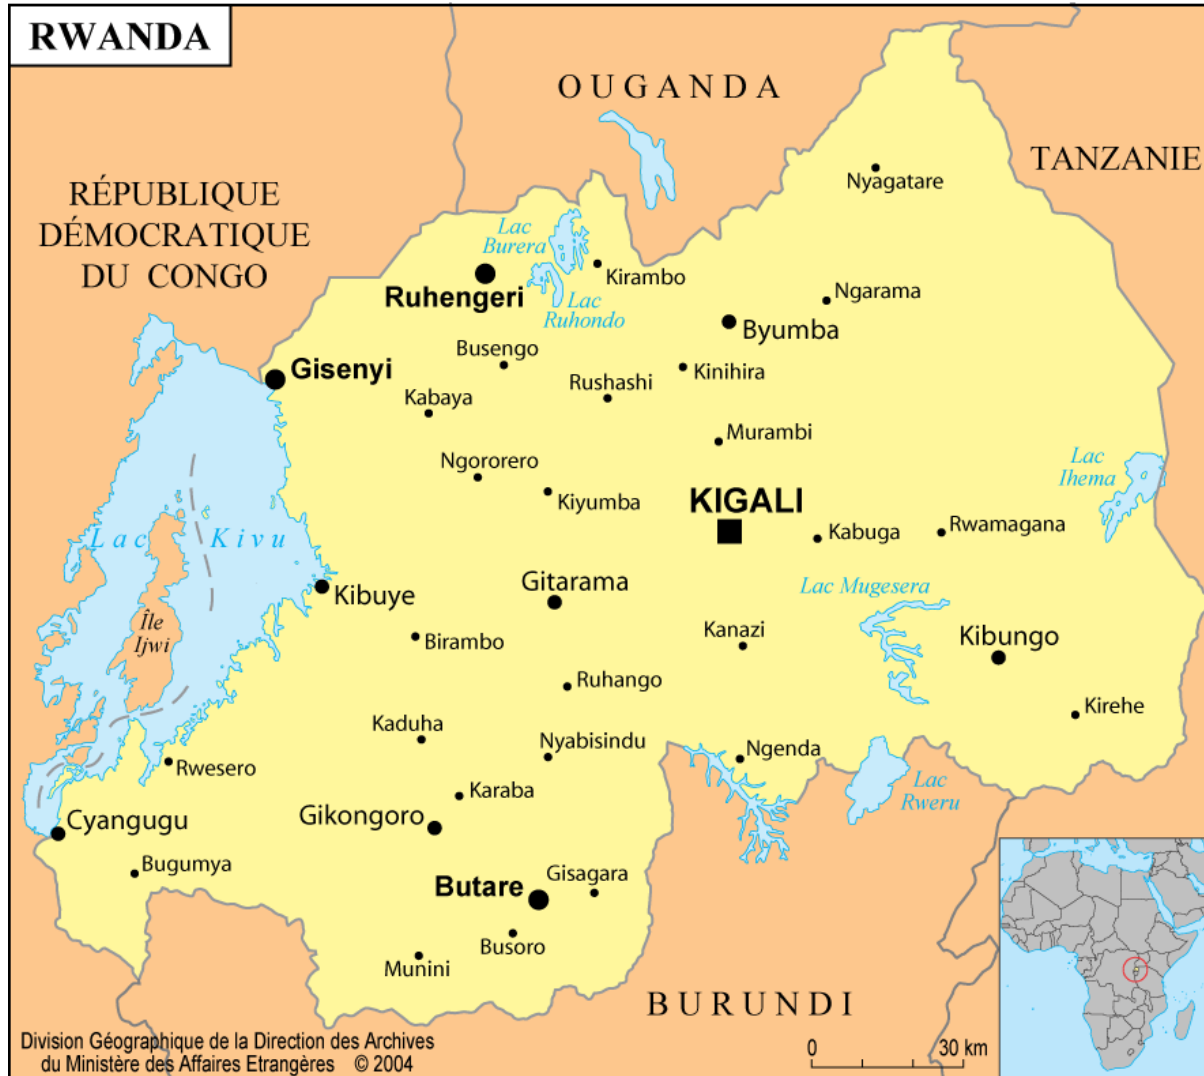 RWANDA
OUGANDA
TANZANIE
RÉPUBLIQUE
DÉMOCRATIQUE
DU CONGO
Nyagatare
Lac
Burera
Kirambo
Ruhengeri
Lac
Ruhondo
Ngarama
Byumba
Busengo
Gisenyi
Kinihira
Rushashi
Kabaya
Murambi
Ngororero
Lac
Ihema
Kiyumba
KIGALI
Kabuga
Rwamagana
Lac Kivu
Gitarama
Lac Mugesera
Kibuye
Île
Ijwi
Birambo
Kanazi
Kibungo
Ruhango
Kirehe
Kaduha
Nyabisindu
Ngenda
Rwesero
Lac
Rweru
Karaba
Cyangugu
Gikongoro
Bugumya
Gisagara
Butare
Busoro
Munini
BURUNDI
Division Géographique de la Direction des Archives
du Ministère des Affaires Etrangères © 2004
0 30 km